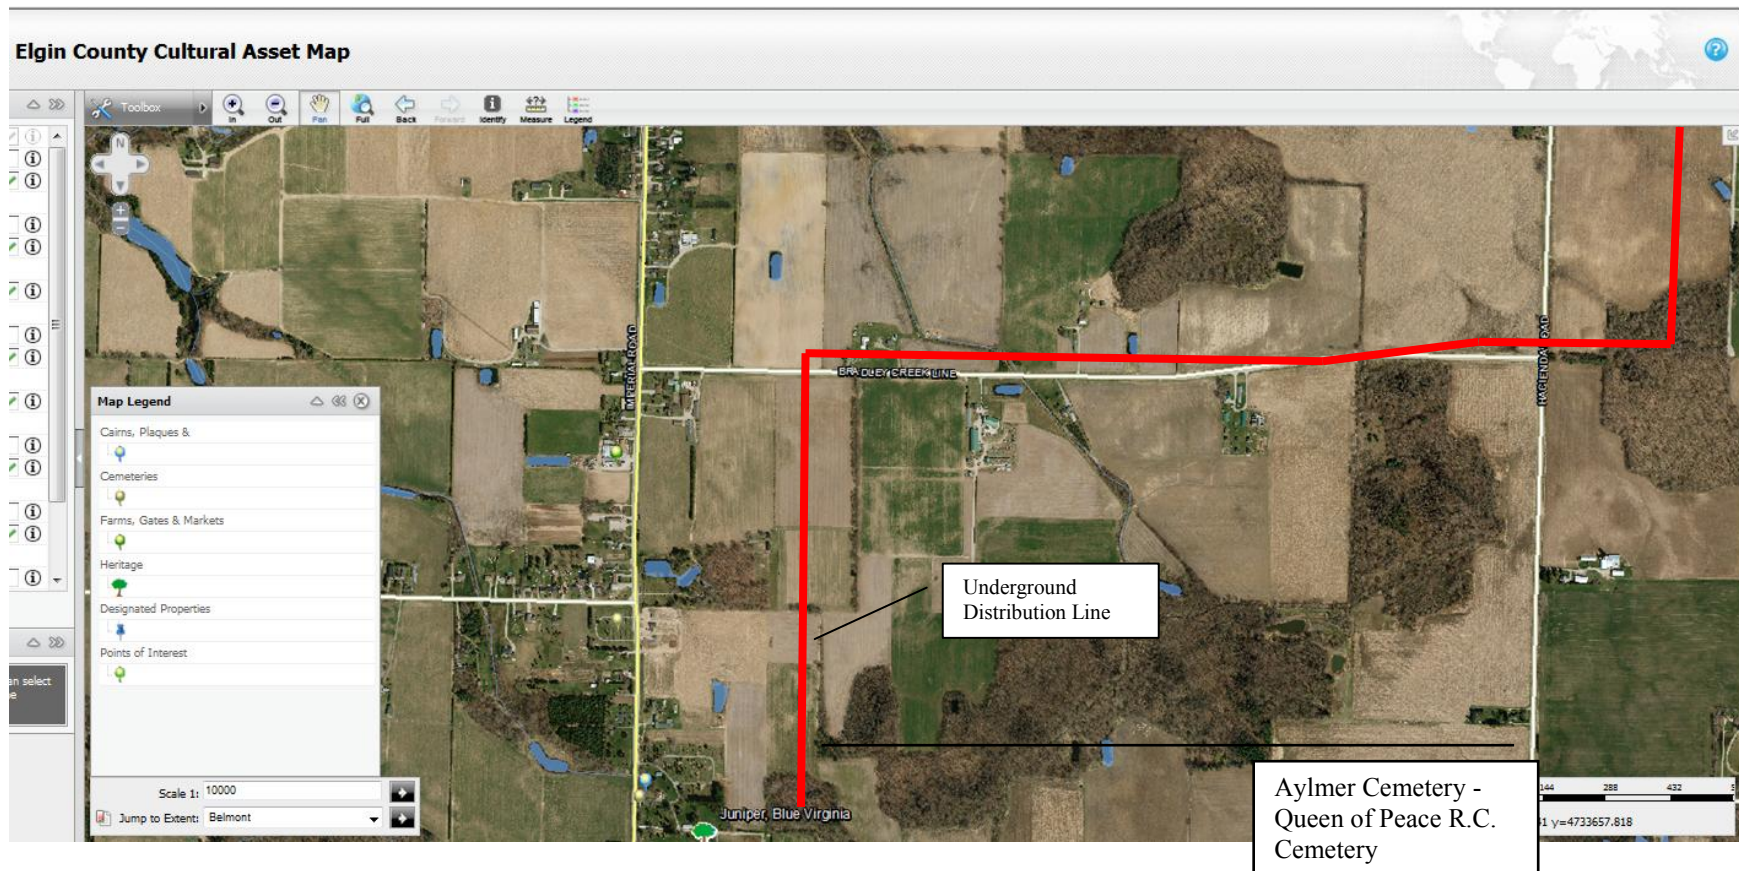 Elgin County Cultural Asset Map
Toolbox
In
Out
Pan
Full
Back
Forward
Identify
Measure
Legend
N
IMPERIAL ROAD
BRADLEY CREEK LINE
HACIENDA ROAD
Map Legend
Cairns, Plaques &
Cemeteries
Farms, Gates & Markets
Heritage
Designated Properties
Points of Interest
Underground
Distribution Line
an select
Scale 1: 10000
Jump to Extent: Belmont
Juniper, Blue Virginia
Aylmer Cemetery -
Queen of Peace R.C.
Cemetery
144 288 432
y=4733657.818